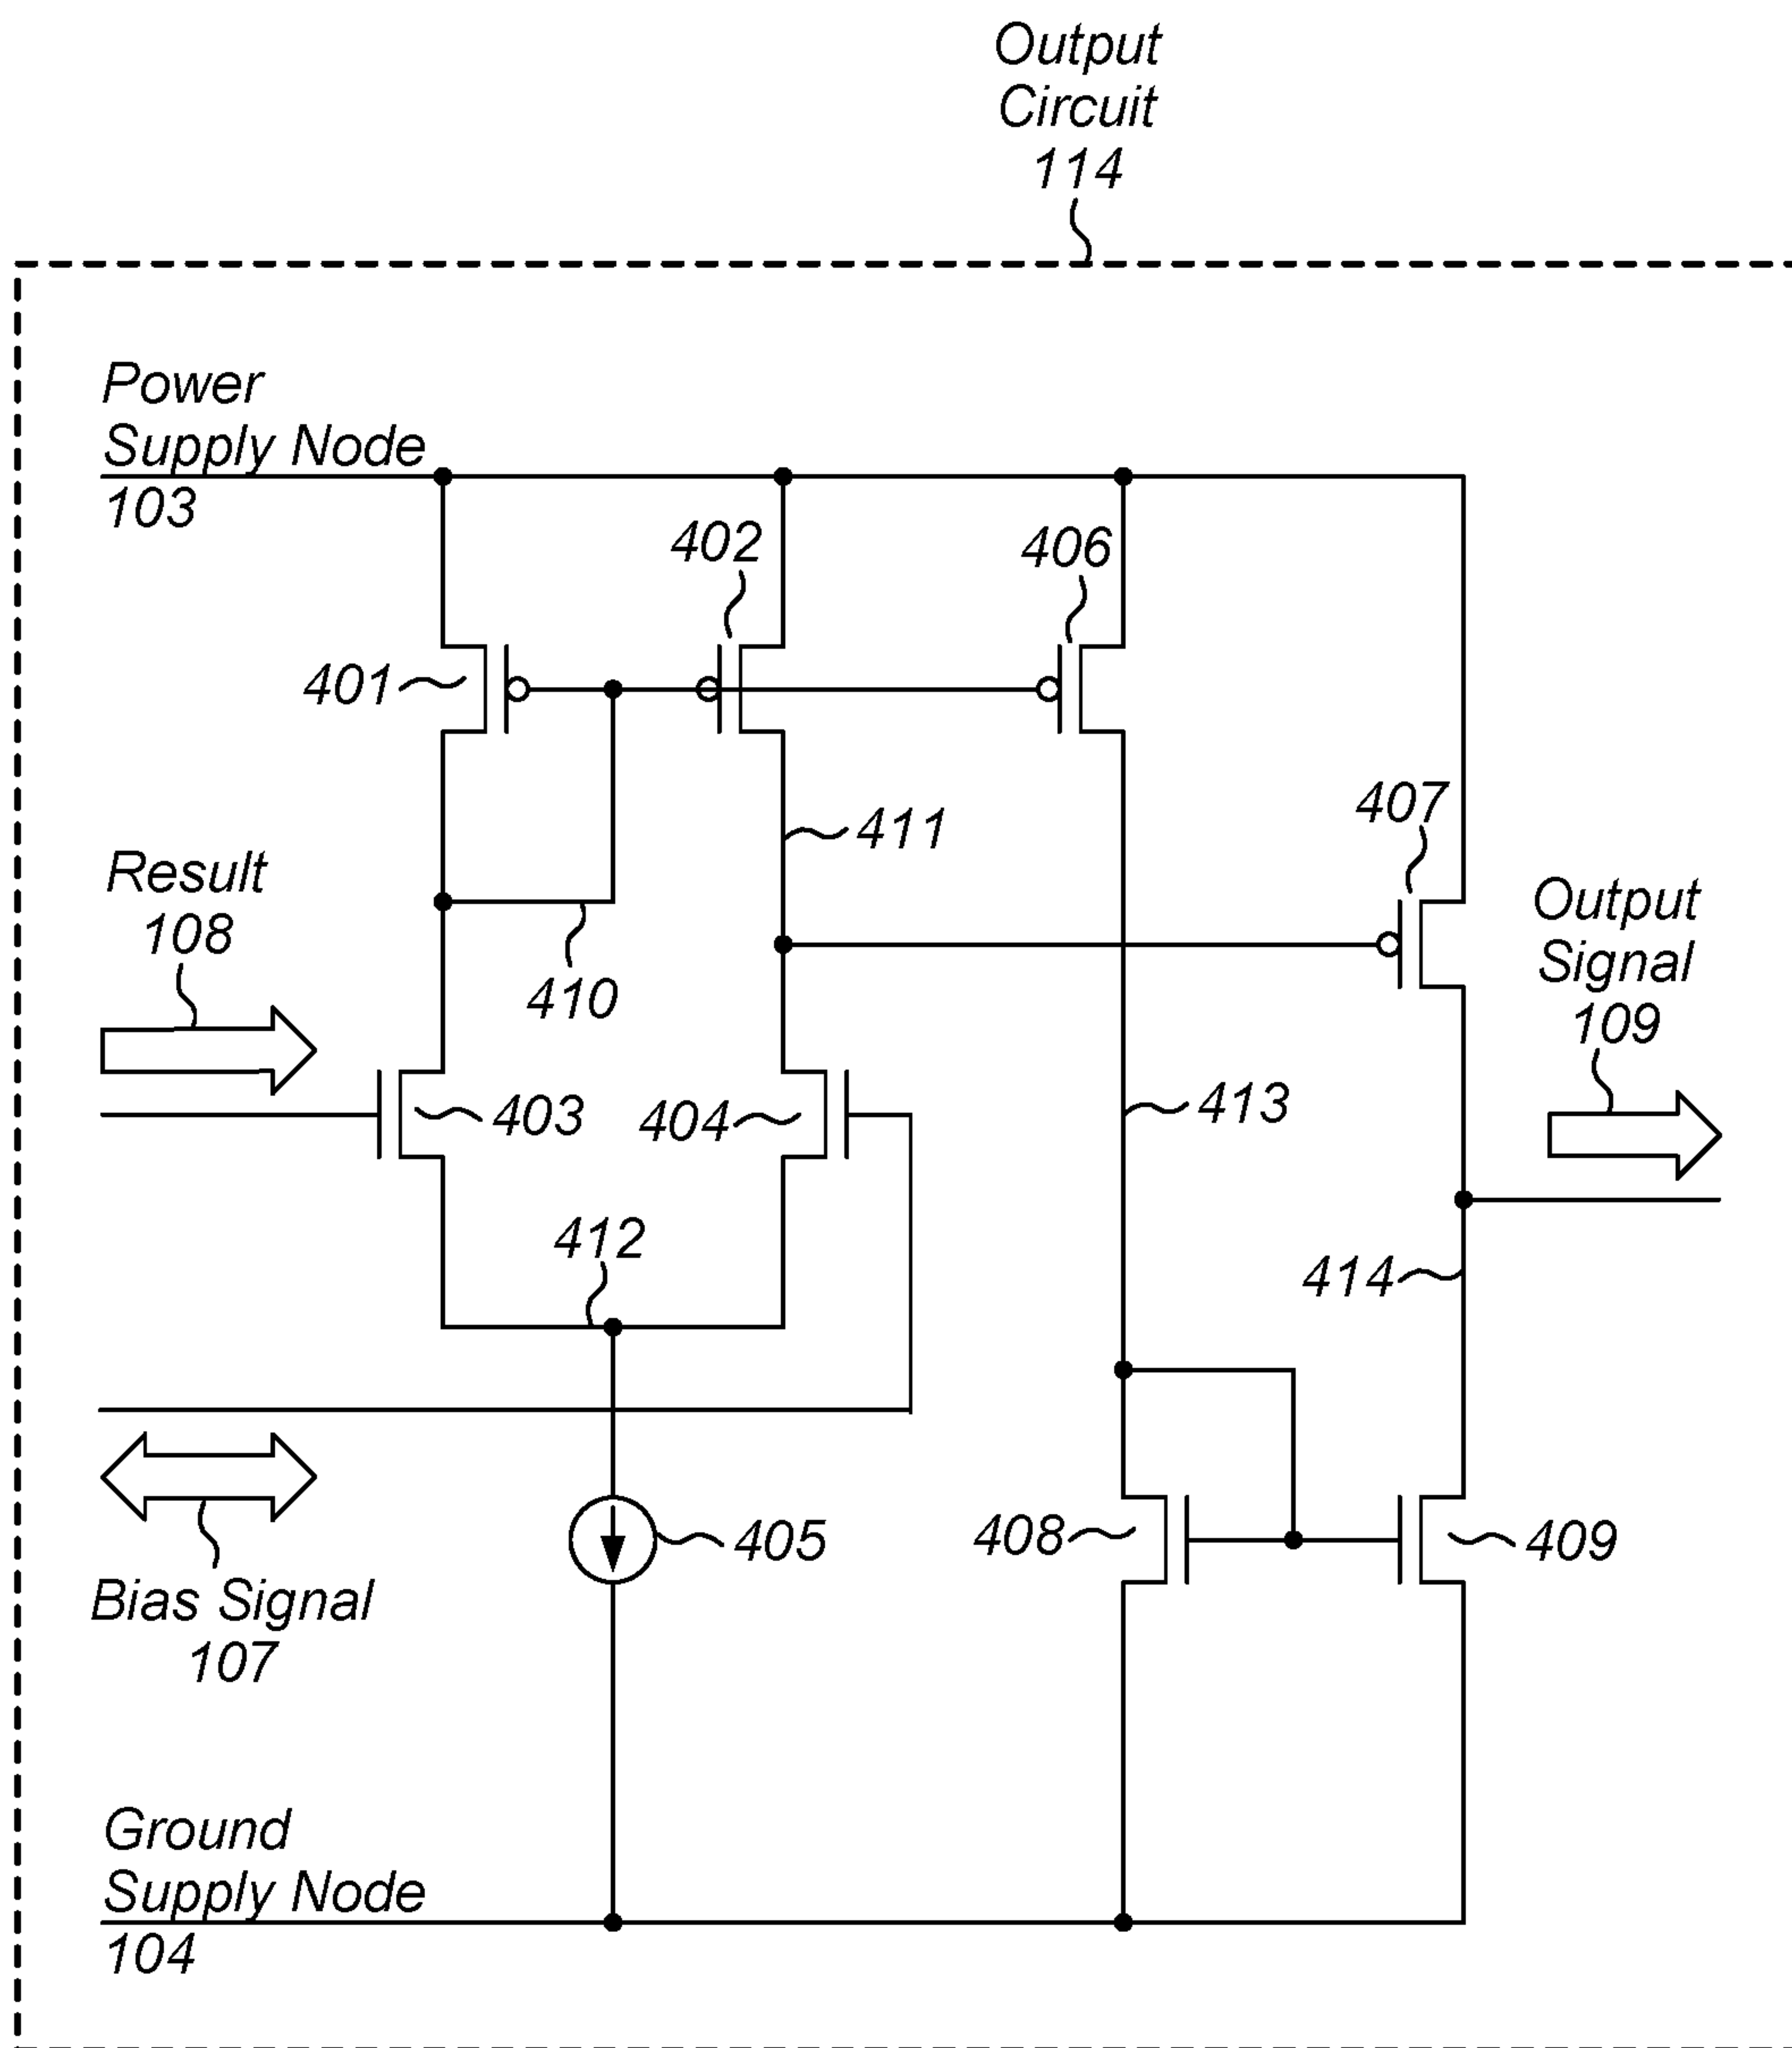 Output
Circuit
114
Power
Supply Node
103
402
406
401
407
411
Result
108
Output
Signal
109
410
403
404
413
412
414
405
408
409
Bias Signal
107
Ground
Supply Node
104